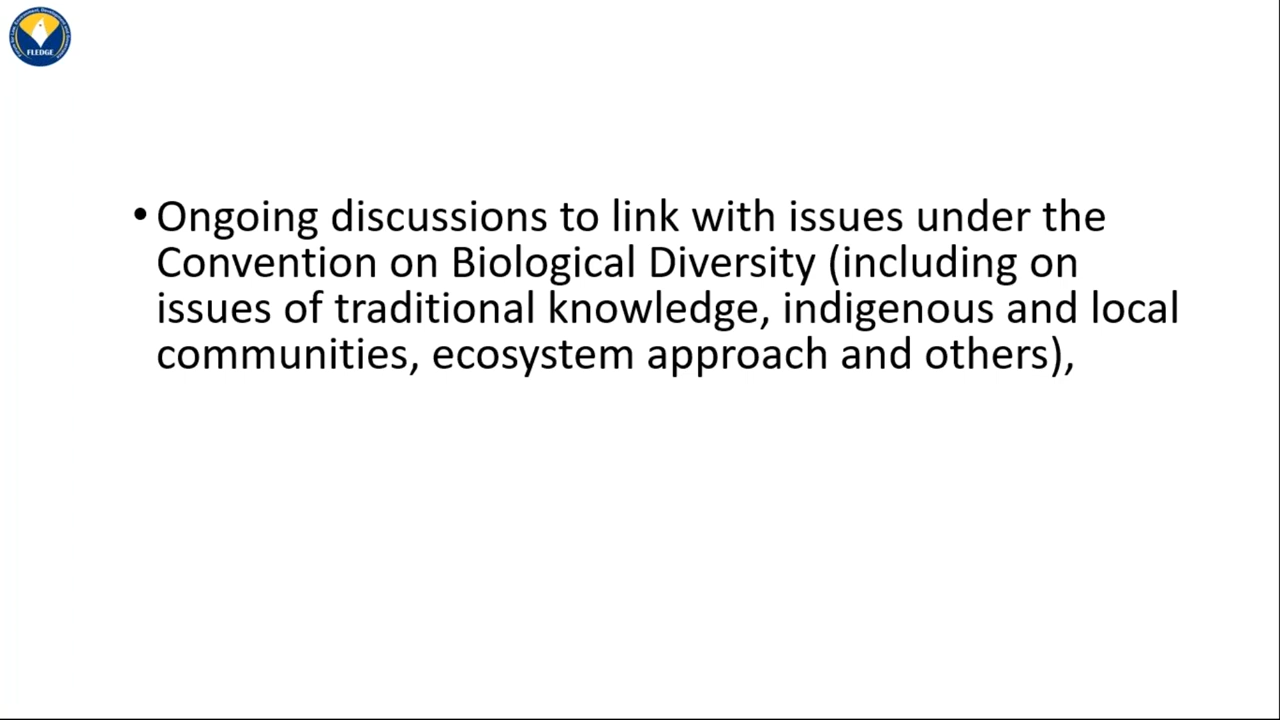 FLEDGE
• Ongoing discussions to link with issues under the
Convention on Biological Diversity (including on
issues of traditional knowledge, indigenous and local
communities, ecosystem approach and others),